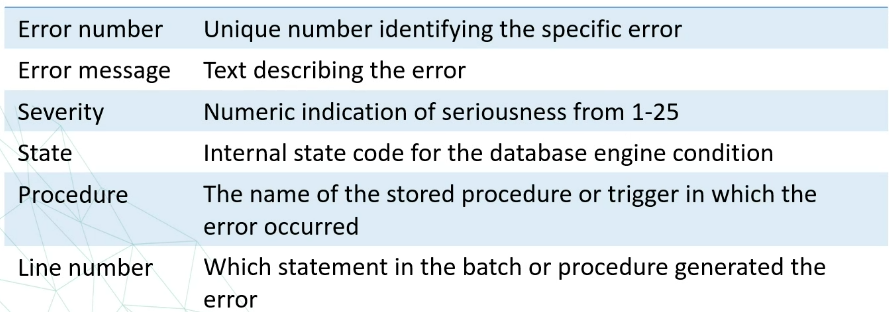 Error number Unique number identifying the specific error
Error message Text describing the error
Severity Numeric indication of seriousness from 1-25
State Internal state code for the database engine condition
Procedure The name of the stored procedure or trigger in which the
error occurred
Line number Which statement in the batch or procedure generated the
error